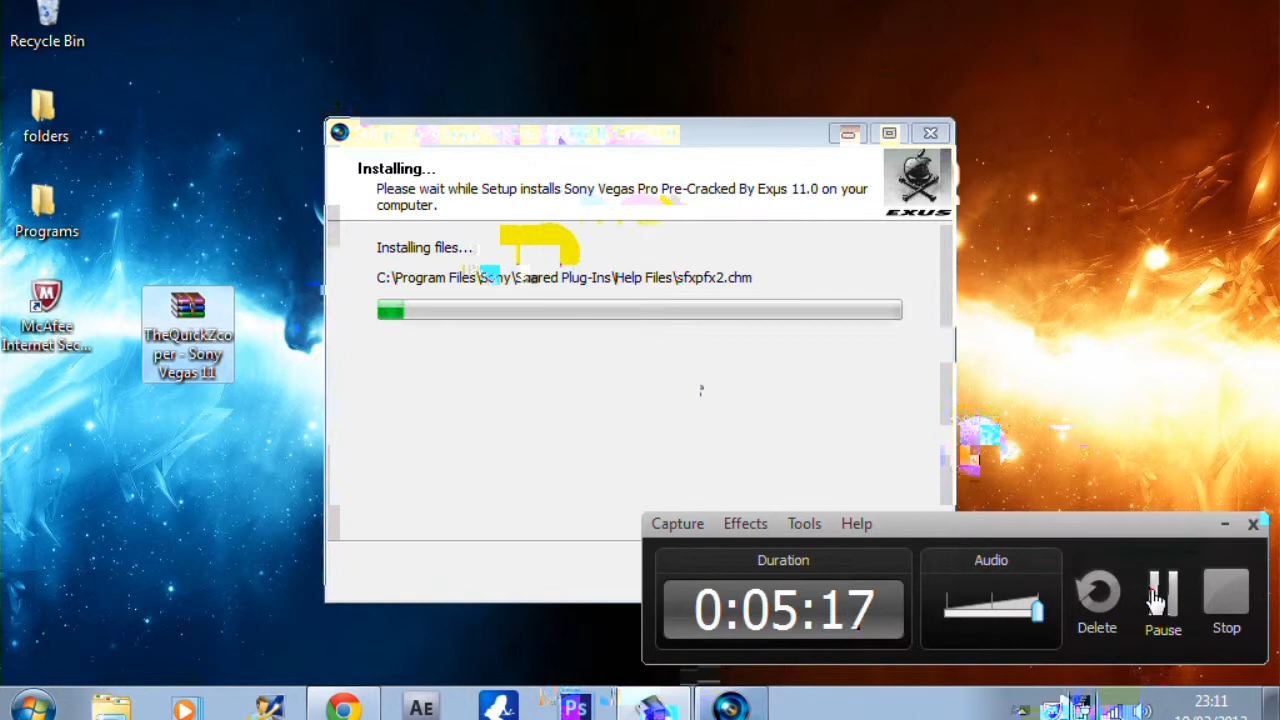 Recycle Bin
folders
Programs
McAfee
Internet Sec...
TheQuickZco
per - Sony
Vegas 11
Installing...
Please wait while Setup installs Sony Vegas Pro Pre-Cracked By Exus 11.0 on your
computer.
EXUS
Installing files...
C:\Program Files\Sony\Shared Plug-Ins\Help Files\sfxpfx2.chm
Capture Effects Tools Help
Duration
0:05:17
Audio
Delete
Pause
Stop
AE
Ps
23:11